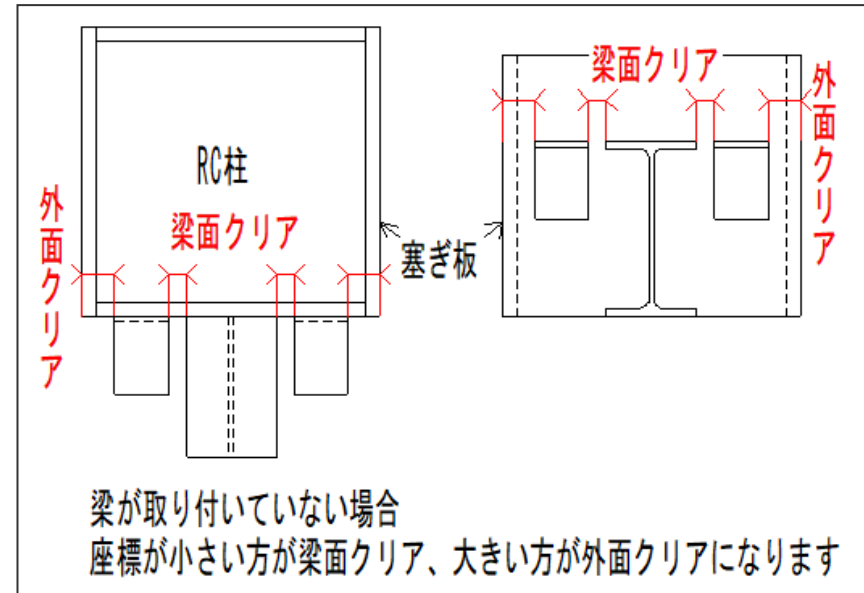 RC柱
外面クリア
梁面クリア
塞ぎ板
梁面クリア
外面クリア
梁が取り付いていない場合
座標が小さい方が梁面クリア、大きい方が外面クリアになります